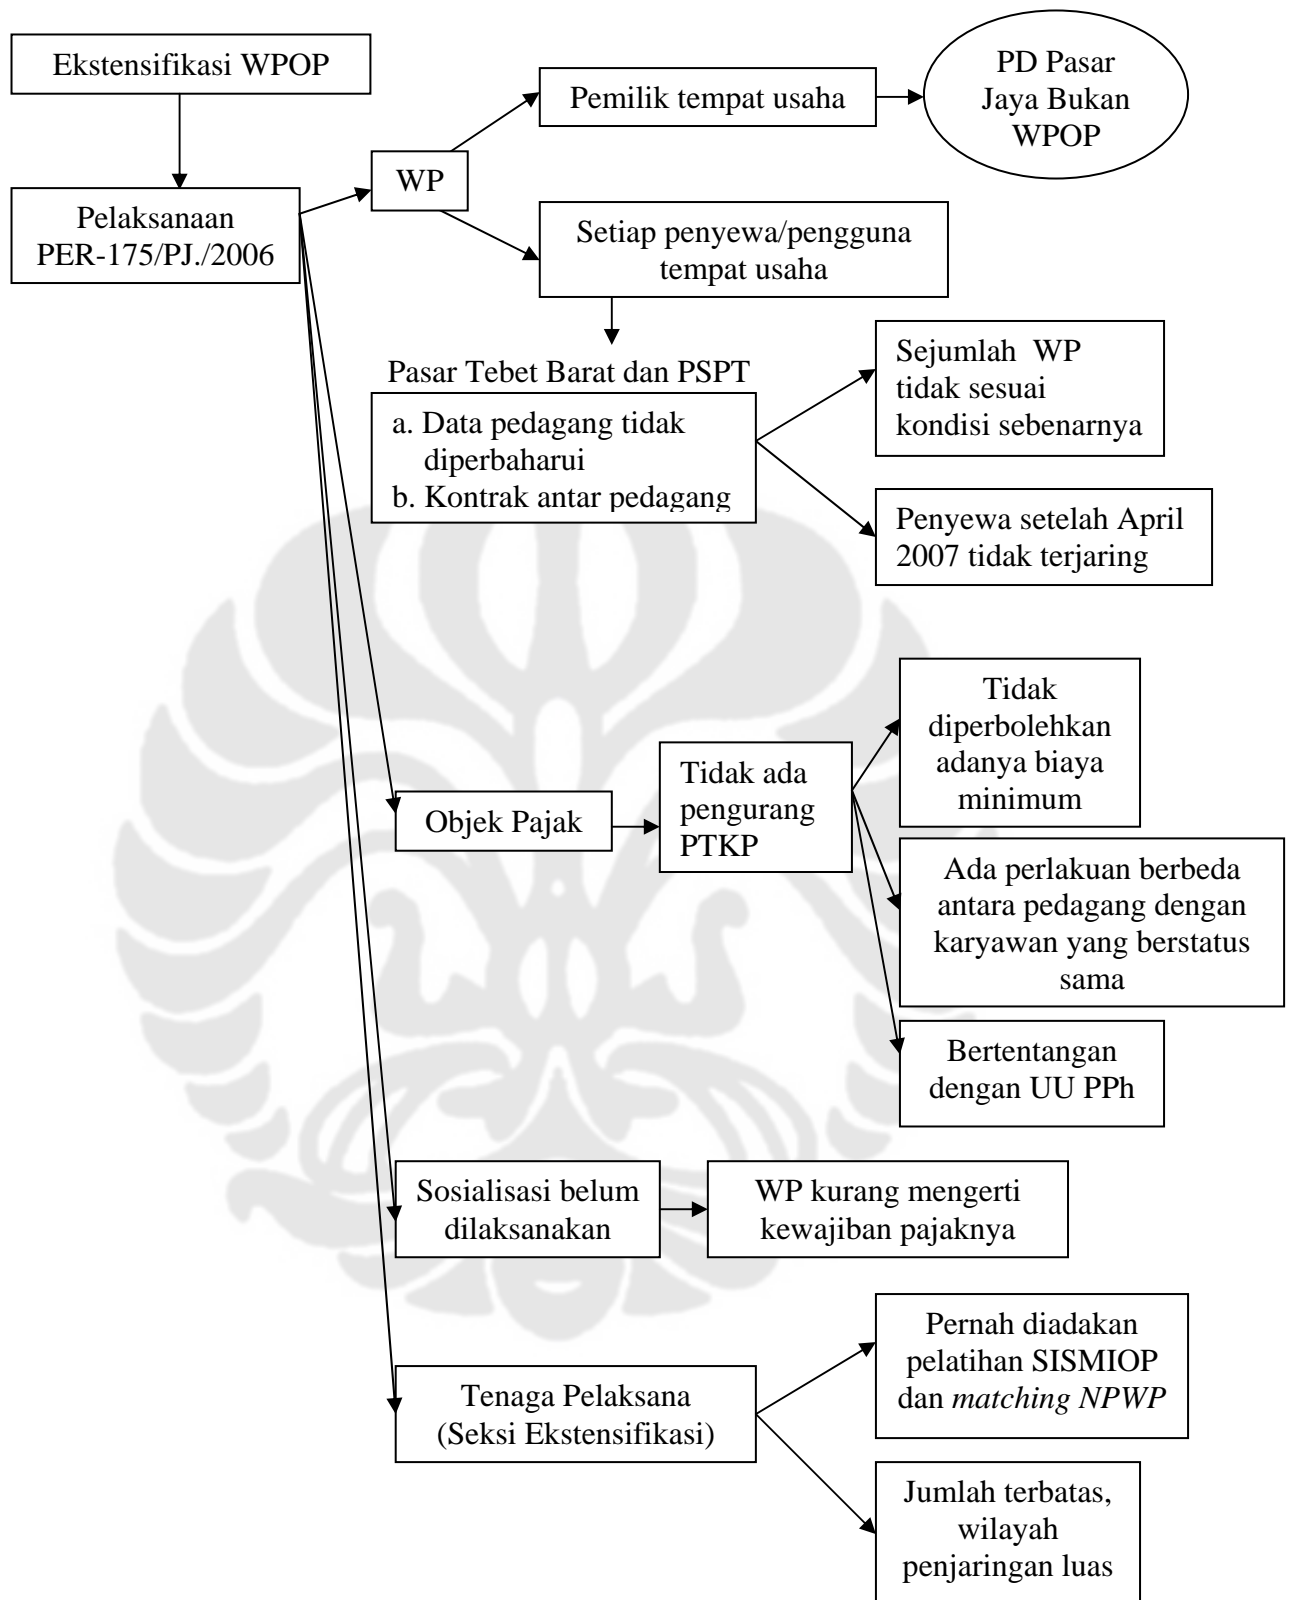 Ekstensifikasi WPOP
Pelaksanaan
PER-175/PJ./2006
WP
Pemilik tempat usaha
PD Pasar
Jaya Bukan
WPOP
Setiap penyewa/pengguna
tempat usaha
Pasar Tebet Barat dan PSPT
a. Data pedagang tidak
diperbaharui
b. Kontrak antar pedagang
Sejumlah WP
tidak sesuai
kondisi sebenarnya
Penyewa setelah April
2007 tidak terjaring
Objek Pajak
Tidak ada
pengurang
PTKP
Tidak
diperbolehkan
adanya biaya
minimum
Ada perlakuan berbeda
antara pedagang dengan
karyawan yang berstatus
sama
Bertentangan
dengan UU PPh
Sosialisasi belum
dilaksanakan
WP kurang mengerti
kewajiban pajaknya
Tenaga Pelaksana
(Seksi Ekstensifikasi)
Pernah diadakan
pelatihan SISMIOP
dan matching NPWP
Jumlah terbatas,
wilayah
penjaringan luas